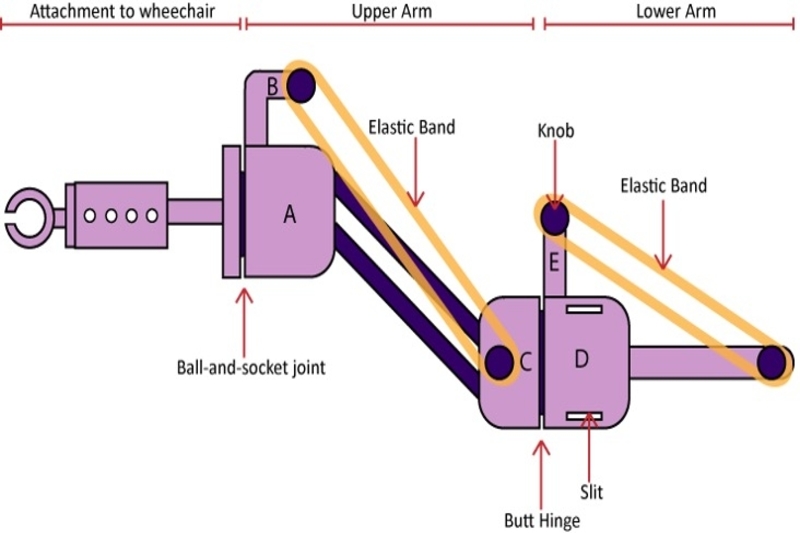 Attachment to wheechair
Upper Arm
Lower Arm
B
Elastic Band
Knob
Elastic Band
A
E
C
D
Ball-and-socket joint
Slit
Butt Hinge